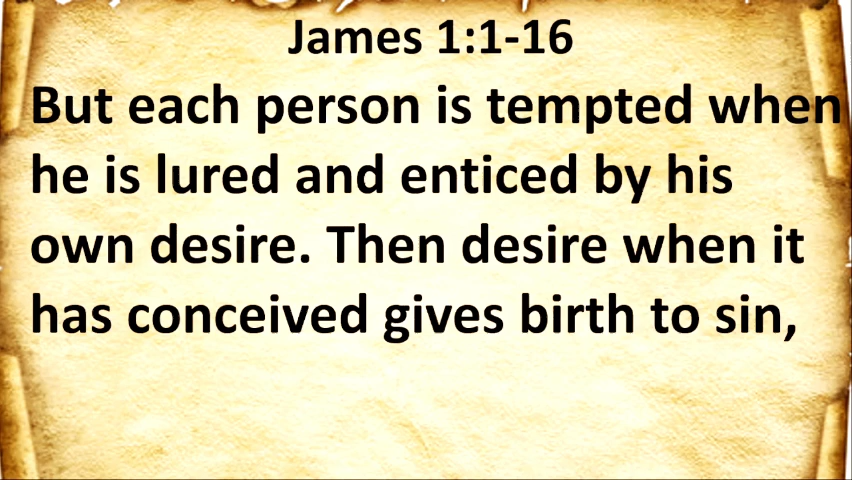 James 1:1-16
But each person is tempted when
he is lured and enticed by his
own desire. Then desire when it
has conceived gives birth to sin,